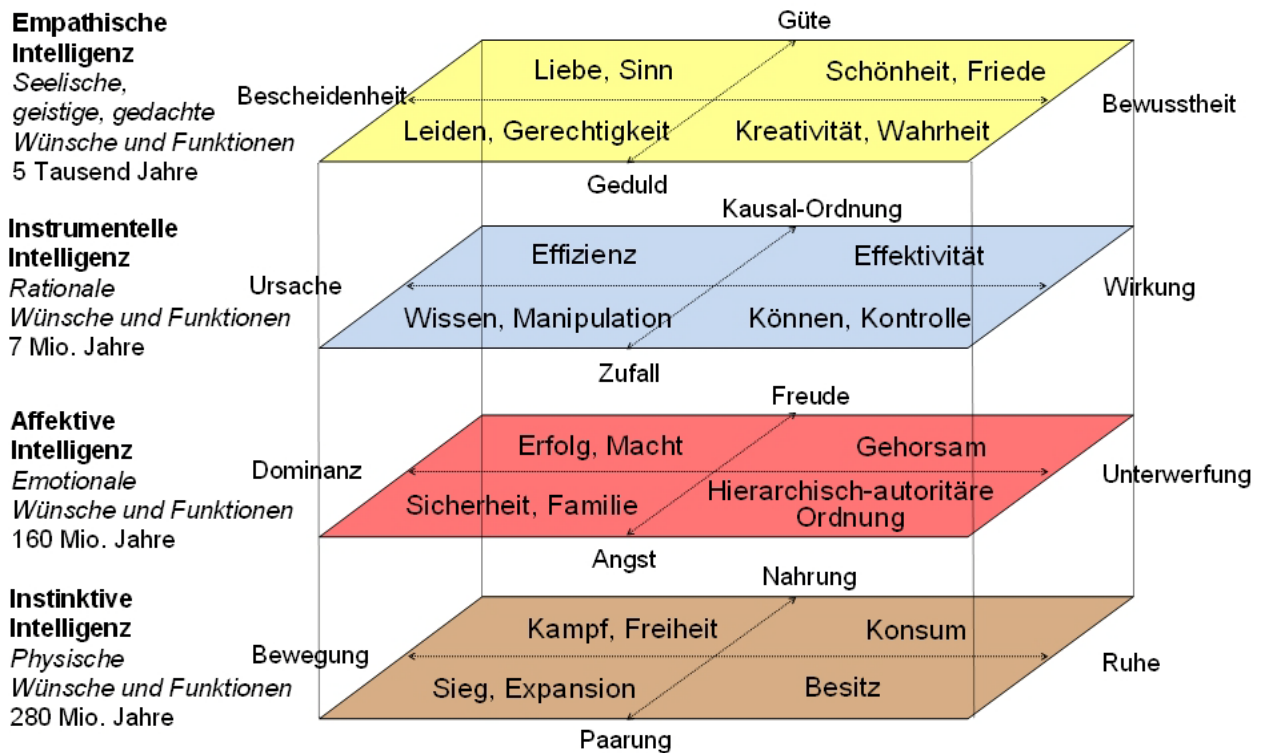 Empathische
Intelligenz
Seelische,
geistige, gedachte
Wünsche und Funktionen
5 Tausend Jahre
Güte
Bescheidenheit
Liebe, Sinn
Schönheit, Friede
Bewusstheit
Leiden, Gerechtigkeit
Kreativität, Wahrheit
Geduld
Instrumentelle
Intelligenz
Rationale
Wünsche und Funktionen
7 Mio. Jahre
Kausal-Ordnung
Ursache
Effizienz
Effektivität
Wirkung
Wissen, Manipulation
Können, Kontrolle
Zufall
Affektive
Intelligenz
Emotionale
Wünsche und Funktionen
160 Mio. Jahre
Freude
Dominanz
Erfolg, Macht
Gehorsam
Unterwerfung
Sicherheit, Familie
Hierarchisch-autoritäre
Ordnung
Angst
Instinktive
Intelligenz
Physische
Wünsche und Funktionen
280 Mio. Jahre
Nahrung
Bewegung
Kampf, Freiheit
Konsum
Ruhe
Sieg, Expansion
Besitz
Paarung